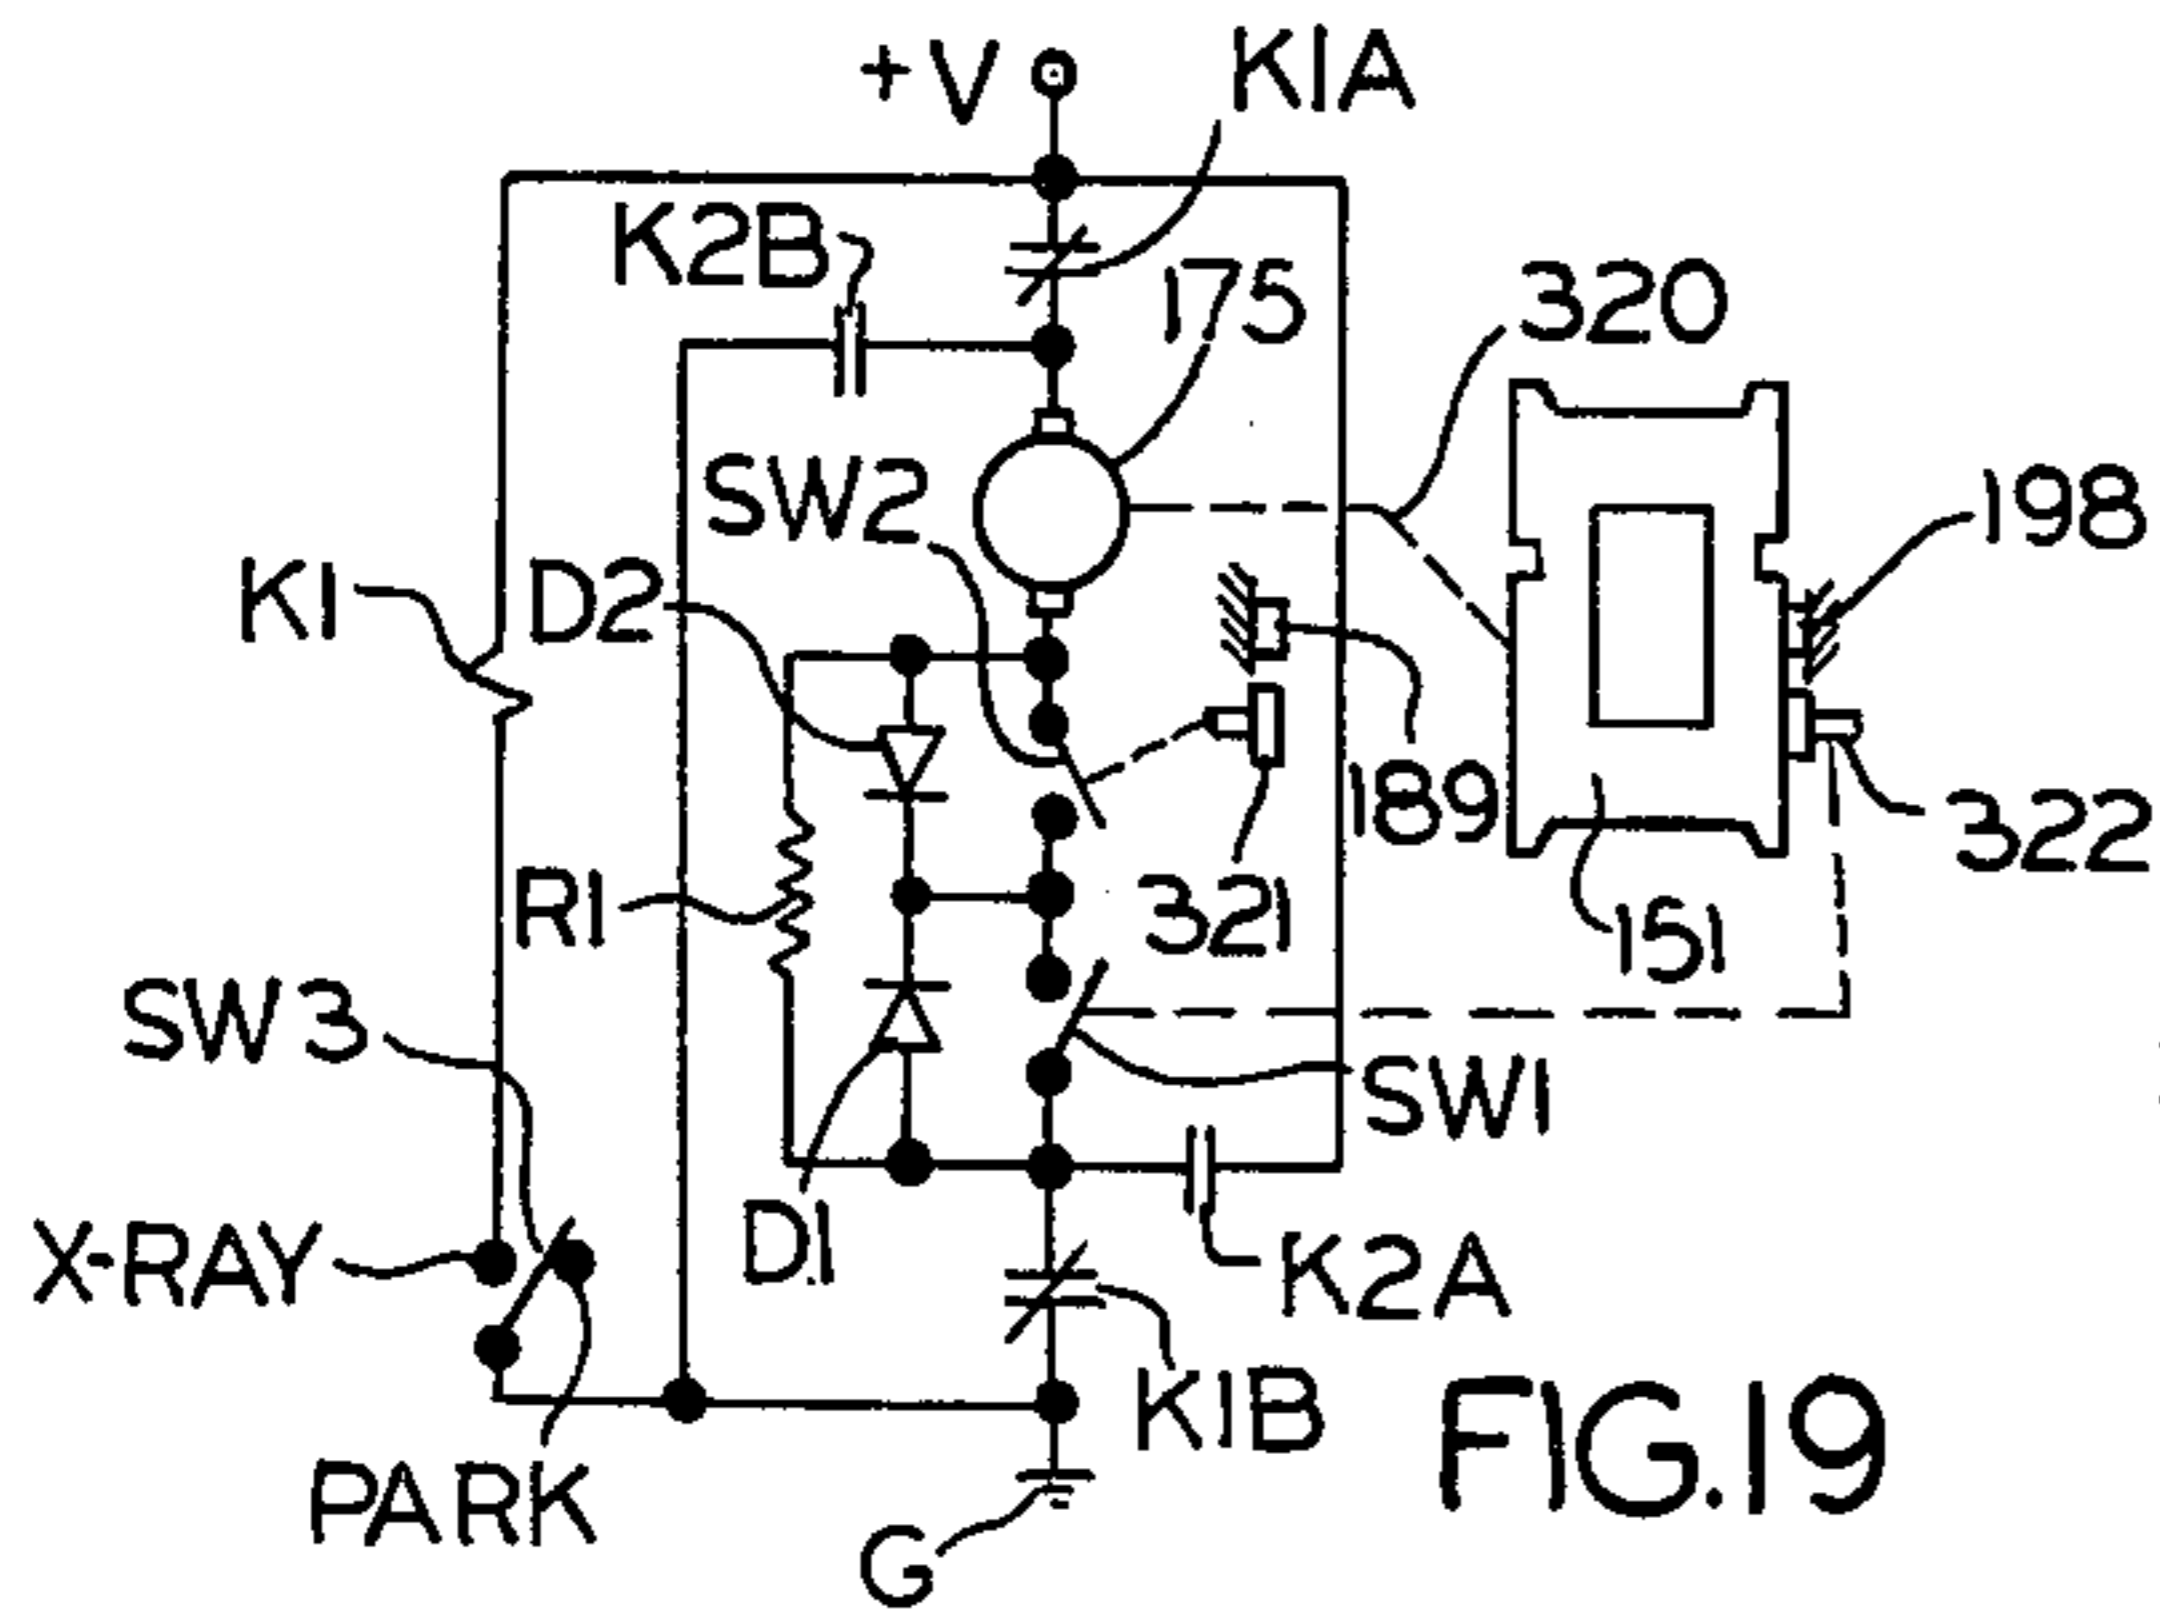 +V
K1A
K2B
175
320
SW2
198
K1
D2
189
322
R1
321
151
SW3
SW1
X-RAY
D.1
K2A
K1B
PARK
G
FIG.19